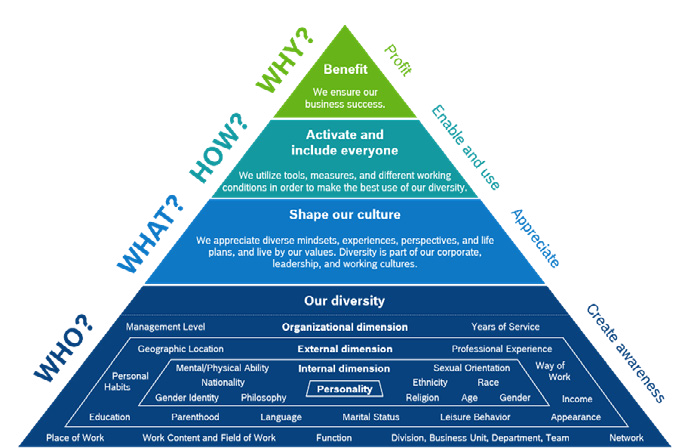 WHY?
Benefit
Profit
We ensure our
business success.
HOW?
Activate and
include everyone
Enable and use
We utilize tools, measures, and different working
conditions in order to make the best use of our diversity.
WHAT?
Shape our culture
Appreciate
We appreciate diverse mindsets, experiences, perspectives, and life
plans, and live by our values. Diversity is part of our corporate,
leadership, and working cultures.
WHO?
Our diversity
Create awareness
Management Level Organizational dimension Years of Service
Geographic Location External dimension Professional Experience
Mental/Physical Ability Internal dimension Sexual Orientation
Way of
Work
Personal
Habits
Nationality Personality Ethnicity Race
Gender Identity Philosophy Religion Age Gender
Income
Education Parenthood Language Marital Status Leisure Behavior Appearance
Place of Work Work Content and Field of Work Function Division, Business Unit, Department, Team Network